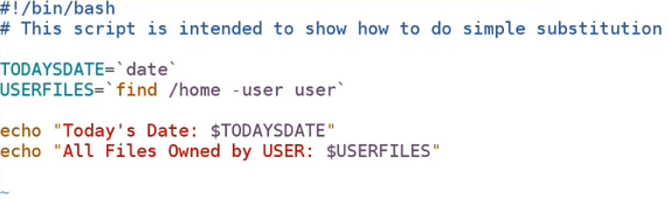 #!/bin/bash
# This script is intended to show how to do simple substitution
TODAYSDATE=`date`
USERFILES=`find /home -user user`
echo "Today's Date: $TODAYSDATE"
echo "All Files Owned by USER: $USERFILES"
~